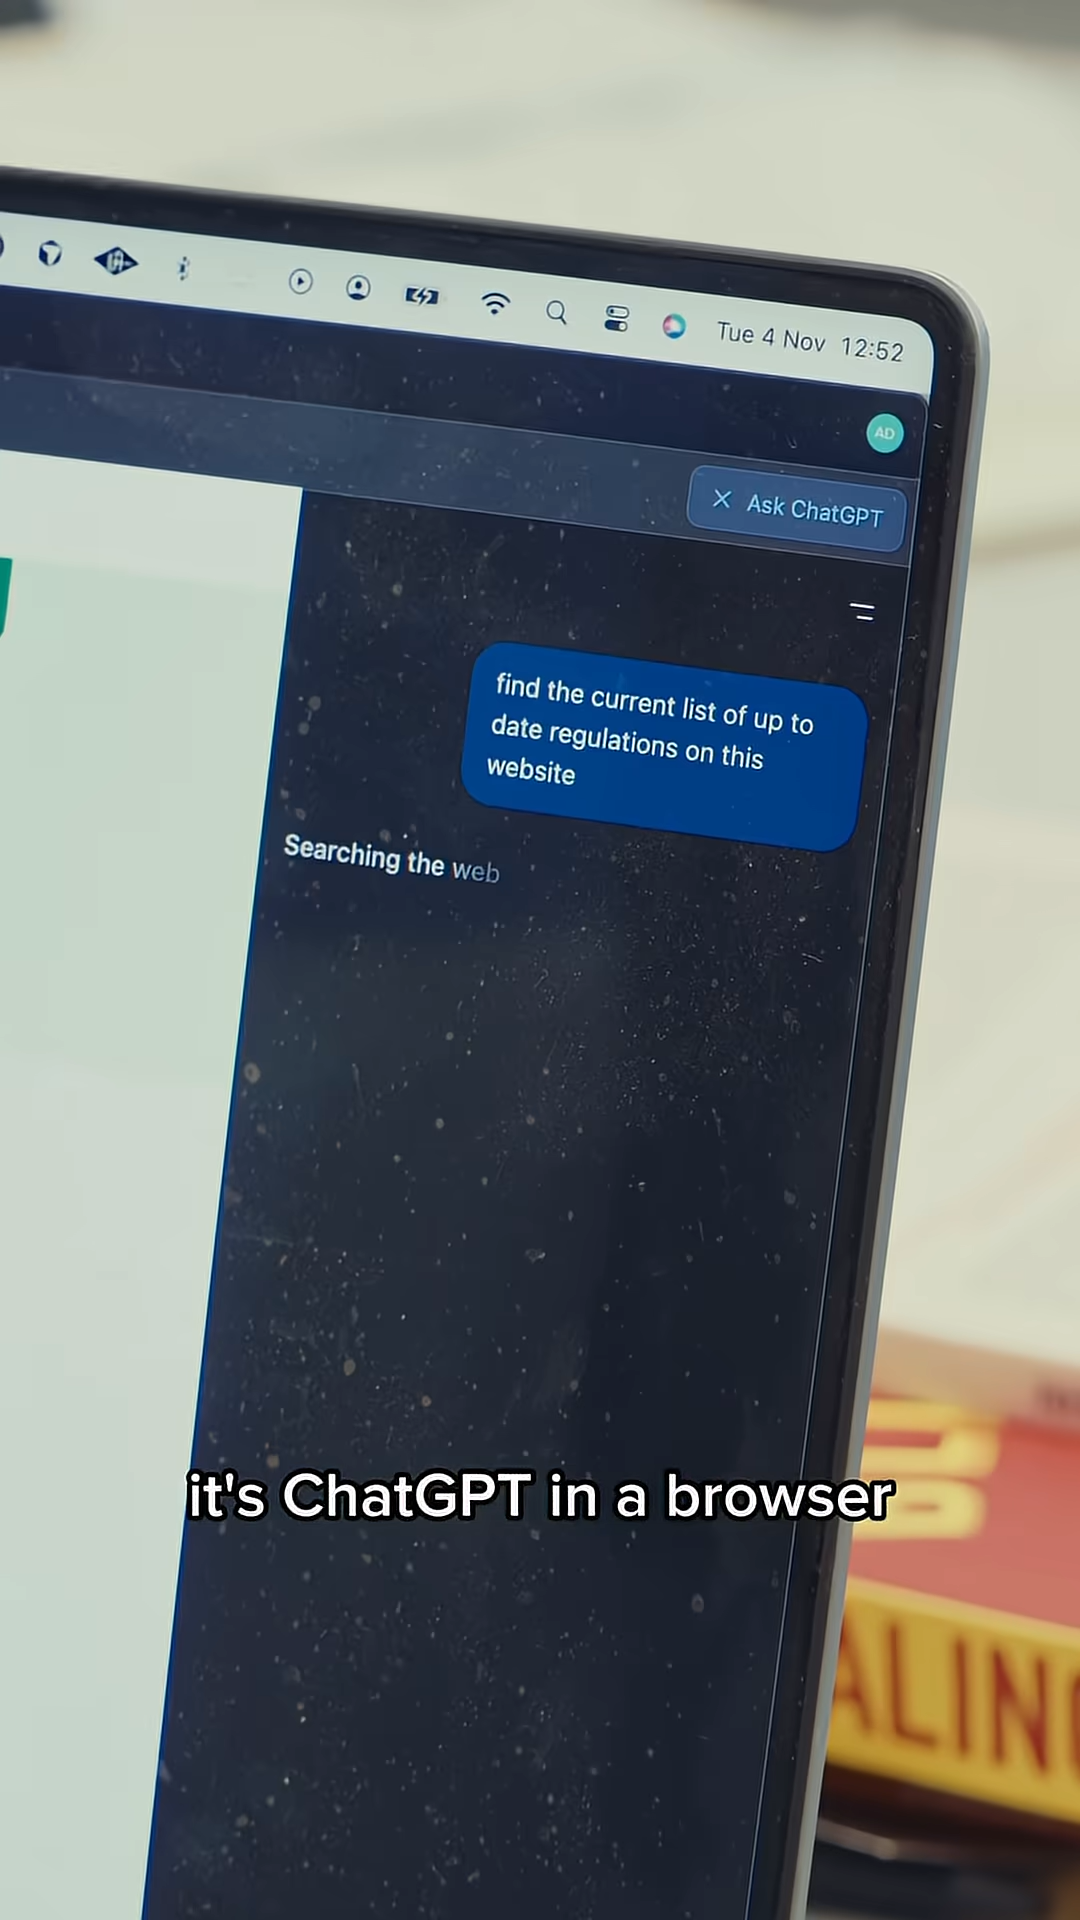 Tue 4 Nov 12:52
AD
Ask ChatGPT
find the current list of up to
date regulations on this
website
Searching the web
it's ChatGPT in a browser